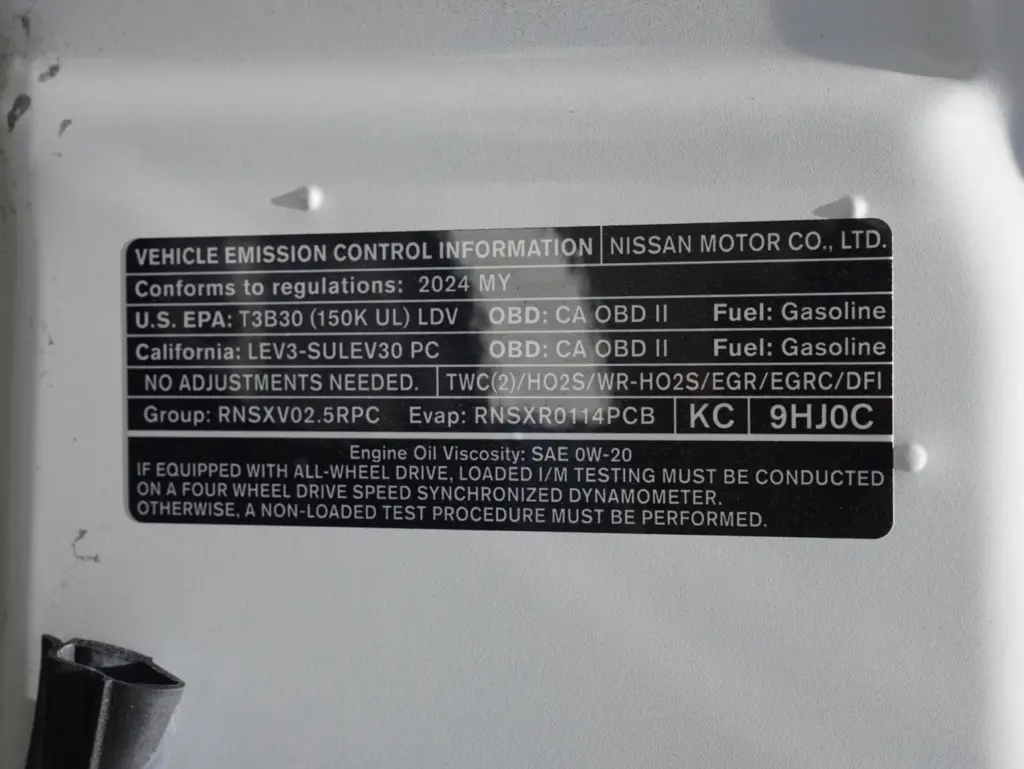 VEHICLE EMISSION CONTROL INFORMATION NISSAN MOTOR CO., LTD.
Conforms to regulations: 2024 MY
U.S. EPA: T3B30 (150K UL) LDV OBD: CA OBD II Fuel: Gasoline
California: LEV3-SULEV30 PC OBD: CA OBD II Fuel: Gasoline
NO ADJUSTMENTS NEEDED. TWC(2)/HO2S/WR-HO2S/EGR/EGRC/DFI
Group: RNSXV02.5RPC Evap: RNSXR0114PCB KC 9HJ0C
Engine Oil Viscosity: SAE 0W-20
IF EQUIPPED WITH ALL-WHEEL DRIVE, LOADED I/M TESTING MUST BE CONDUCTED
ON A FOUR WHEEL DRIVE SPEED SYNCHRONIZED DYNAMOMETER.
OTHERWISE, A NON-LOADED TEST PROCEDURE MUST BE PERFORMED.